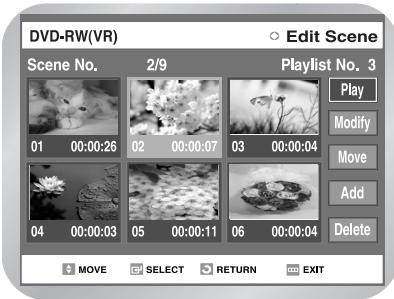 DVD-RW(VR) Edit Scene
Scene No. 2/9 Playlist No. 3
Play
Modify
Move
Add
Delete
01 00:00:26 02 00:00:07 03 00:00:04
04 00:00:03 05 00:00:11 06 00:00:04
MOVE SELECT RETURN EXIT